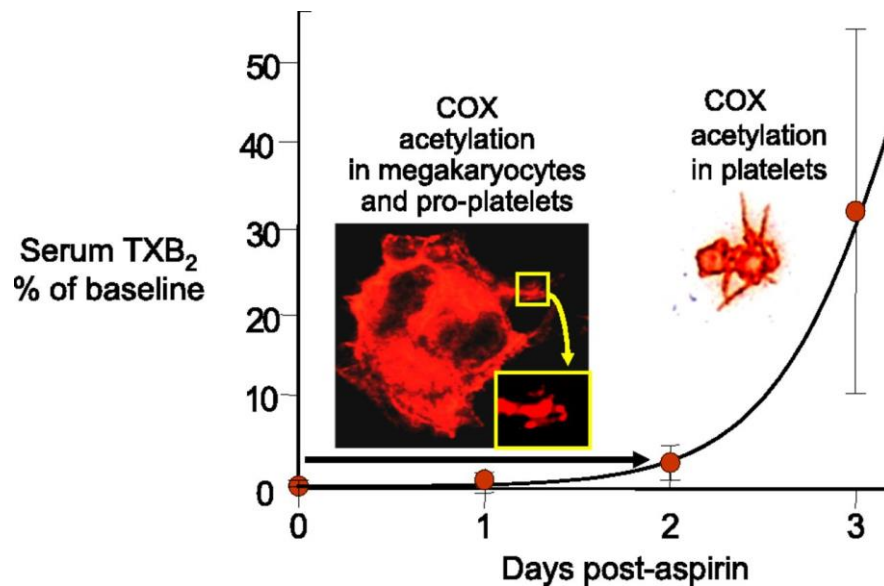 50
40
30
20
10
0
Serum TXB₂
% of baseline
COX
acetylation
in megakaryocytes
and pro-platelets
COX
acetylation
in platelets
0 1 2 3
Days post-aspirin